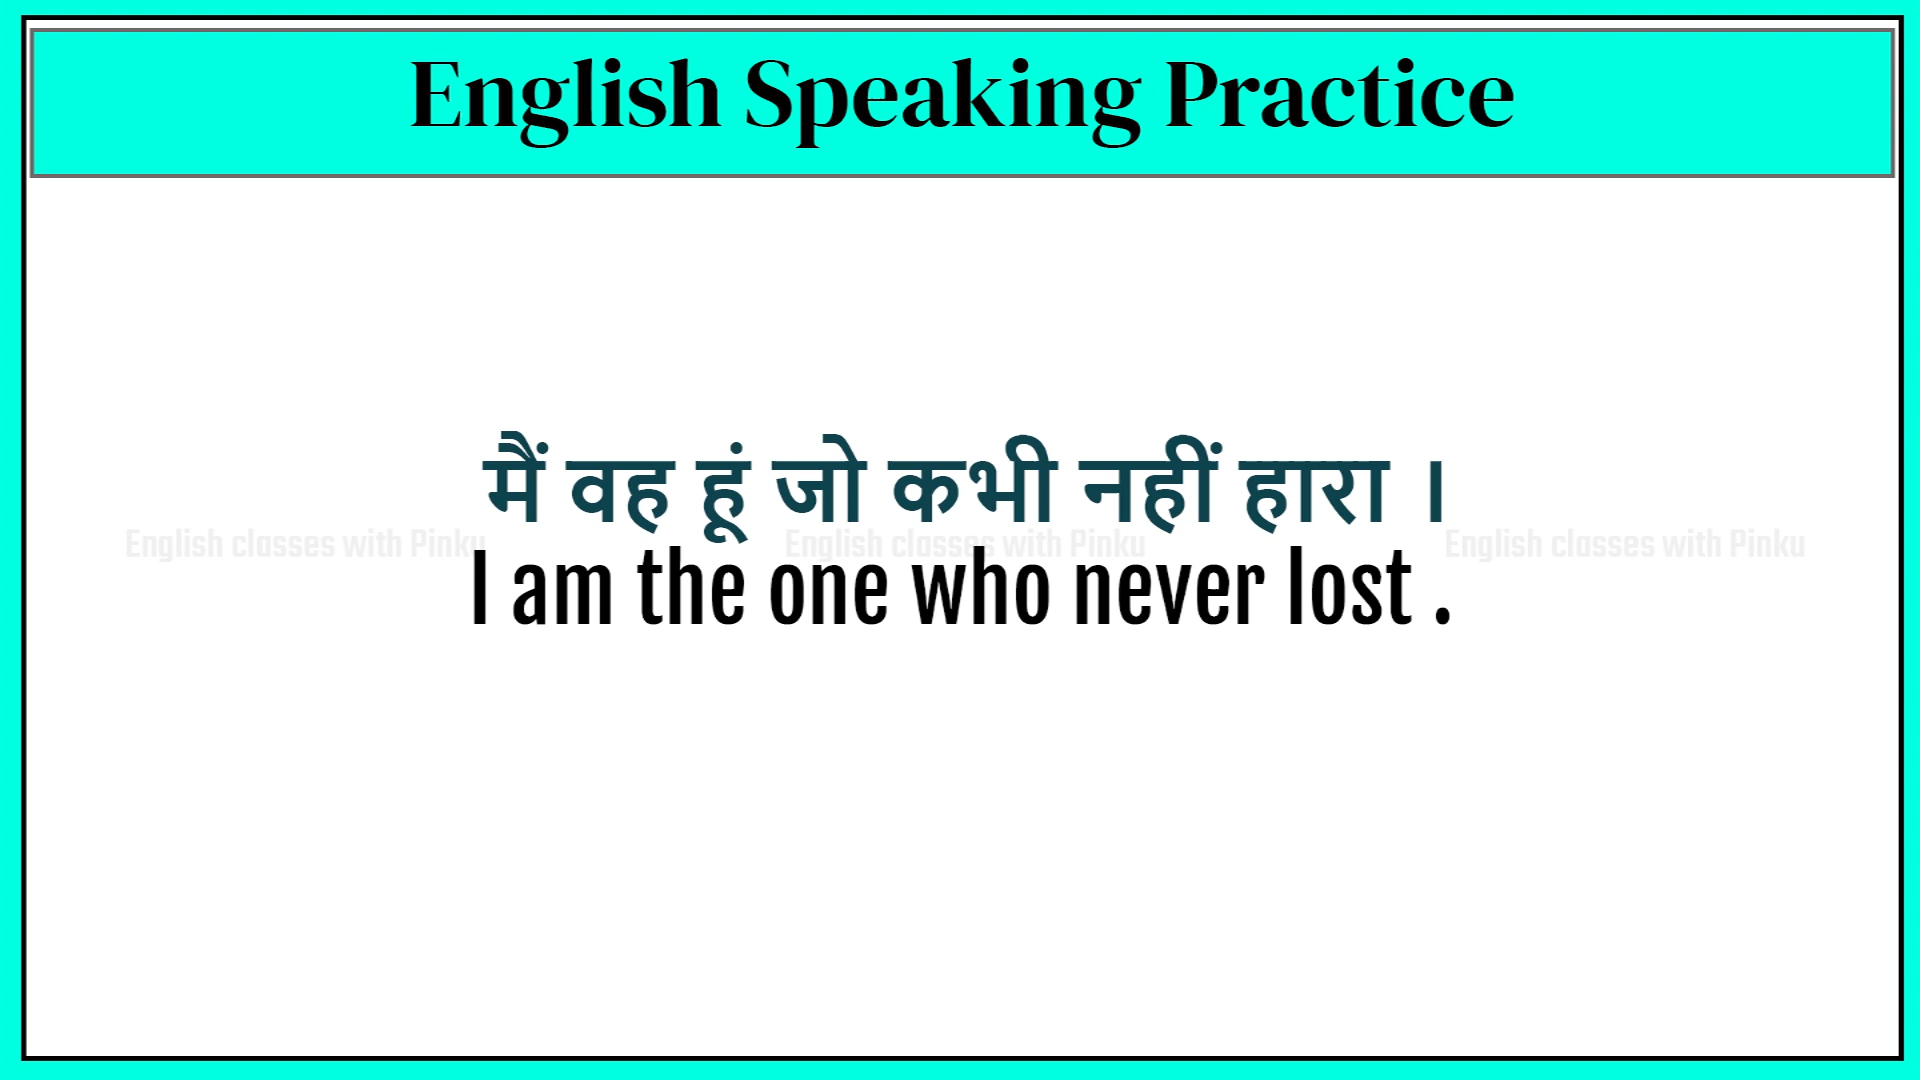 English Speaking Practice
मैं वह हूं जो कभी नहीं हारा ।
English classes with Pinku English classes with Pinku English classes with Pinku
I am the one who never lost .